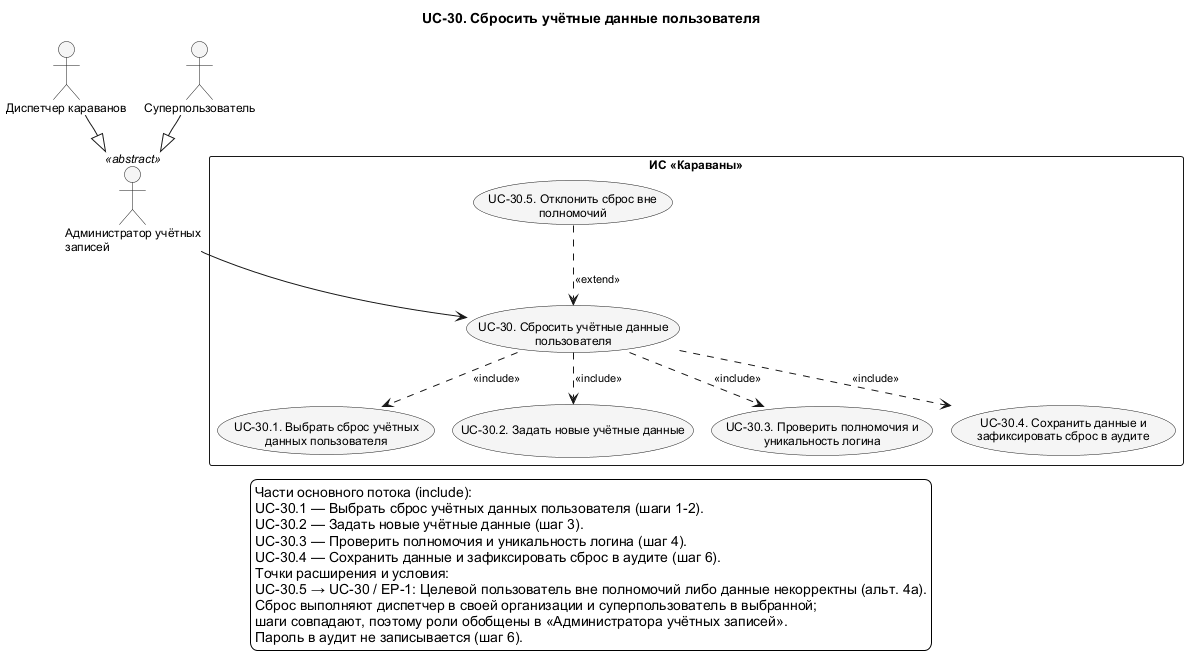 UC-30. Сбросить учётные данные пользователя
Диспетчер караванов
Суперпользователь
«abstract»
Администратор учётных
записей
ИС «Караваны»
UC-30.5. Отклонить сброс вне
полномочий
«extend»
UC-30. Сбросить учётные данные
пользователя
«include»
«include»
«include»
«include»
UC-30.1. Выбрать сброс учётных
данных пользователя
UC-30.2. Задать новые учётные данные
UC-30.3. Проверить полномочия и
уникальность логина
UC-30.4. Сохранить данные и
зафиксировать сброс в аудите
Части основного потока (include):
UC-30.1 — Выбрать сброс учётных данных пользователя (шаги 1-2).
UC-30.2 — Задать новые учётные данные (шаг 3).
UC-30.3 — Проверить полномочия и уникальность логина (шаг 4).
UC-30.4 — Сохранить данные и зафиксировать сброс в аудите (шаг 6).
Точки расширения и условия:
UC-30.5 → UC-30 / EP-1: Целевой пользователь вне полномочий либо данные некорректны (альт. 4а).
Сброс выполняют диспетчер в своей организации и суперпользователь в выбранной;
шаги совпадают, поэтому роли обобщены в «Администратора учётных записей».
Пароль в аудит не записывается (шаг 6).